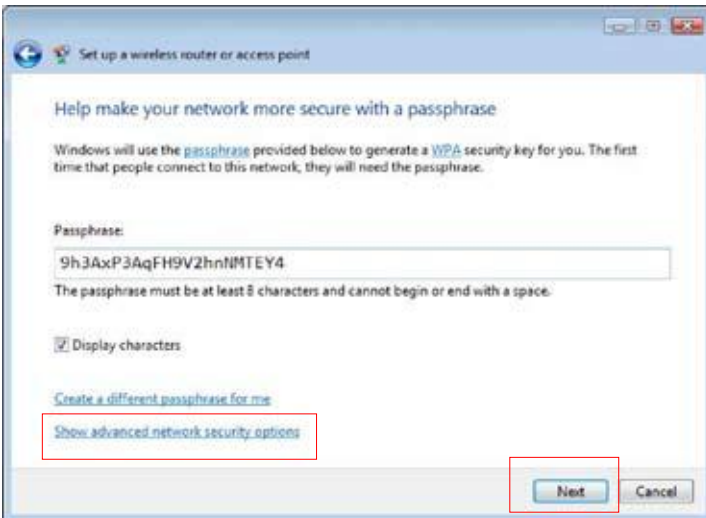 Set up a wireless router or access point
Help make your network more secure with a passphrase
Windows will use the passphrase provided below to generate a WPA security key for you. The first
time that people connect to this network, they will need the passphrase.
Passphrase:
9h3AxP3AqFH9V2hnNMTEY4
The passphrase must be at least 8 characters and cannot begin or end with a space.
Display characters
Create a different passphrase for me
Show advanced network security options
Next Cancel